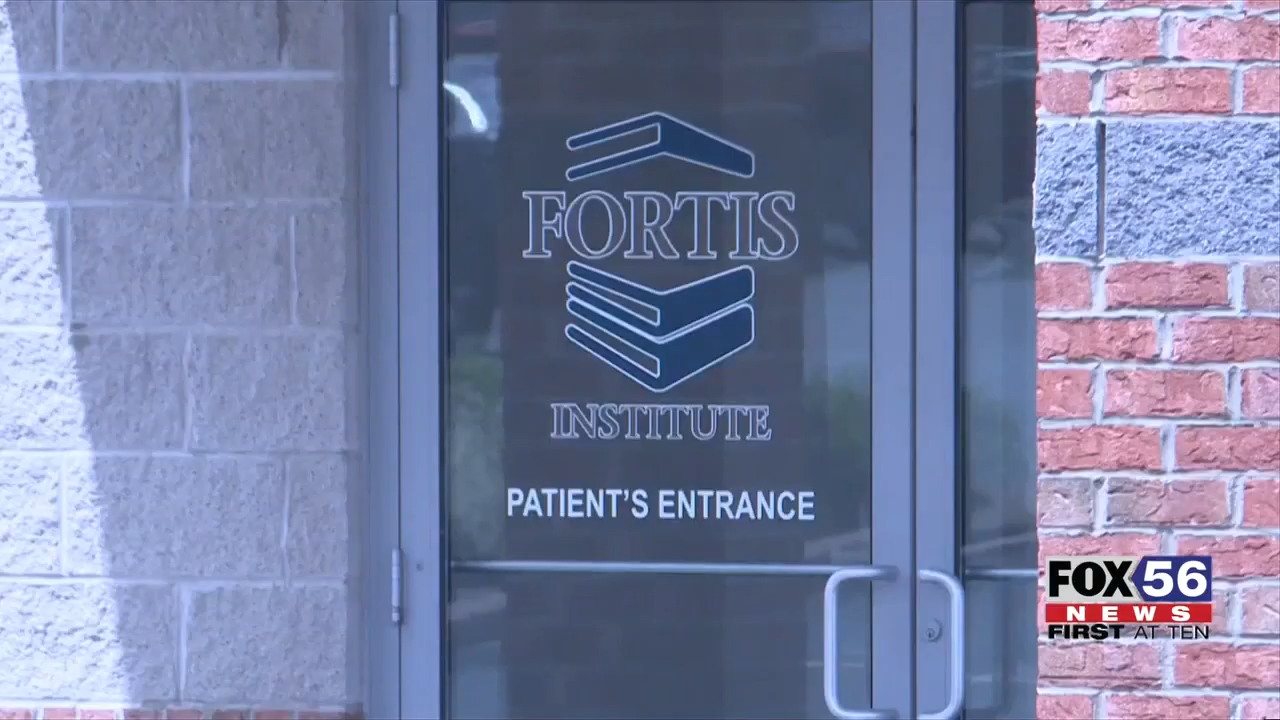 FORTIS
INSTITUTE
PATIENT'S ENTRANCE
FOX 56
NEWS
FIRST AT TEN